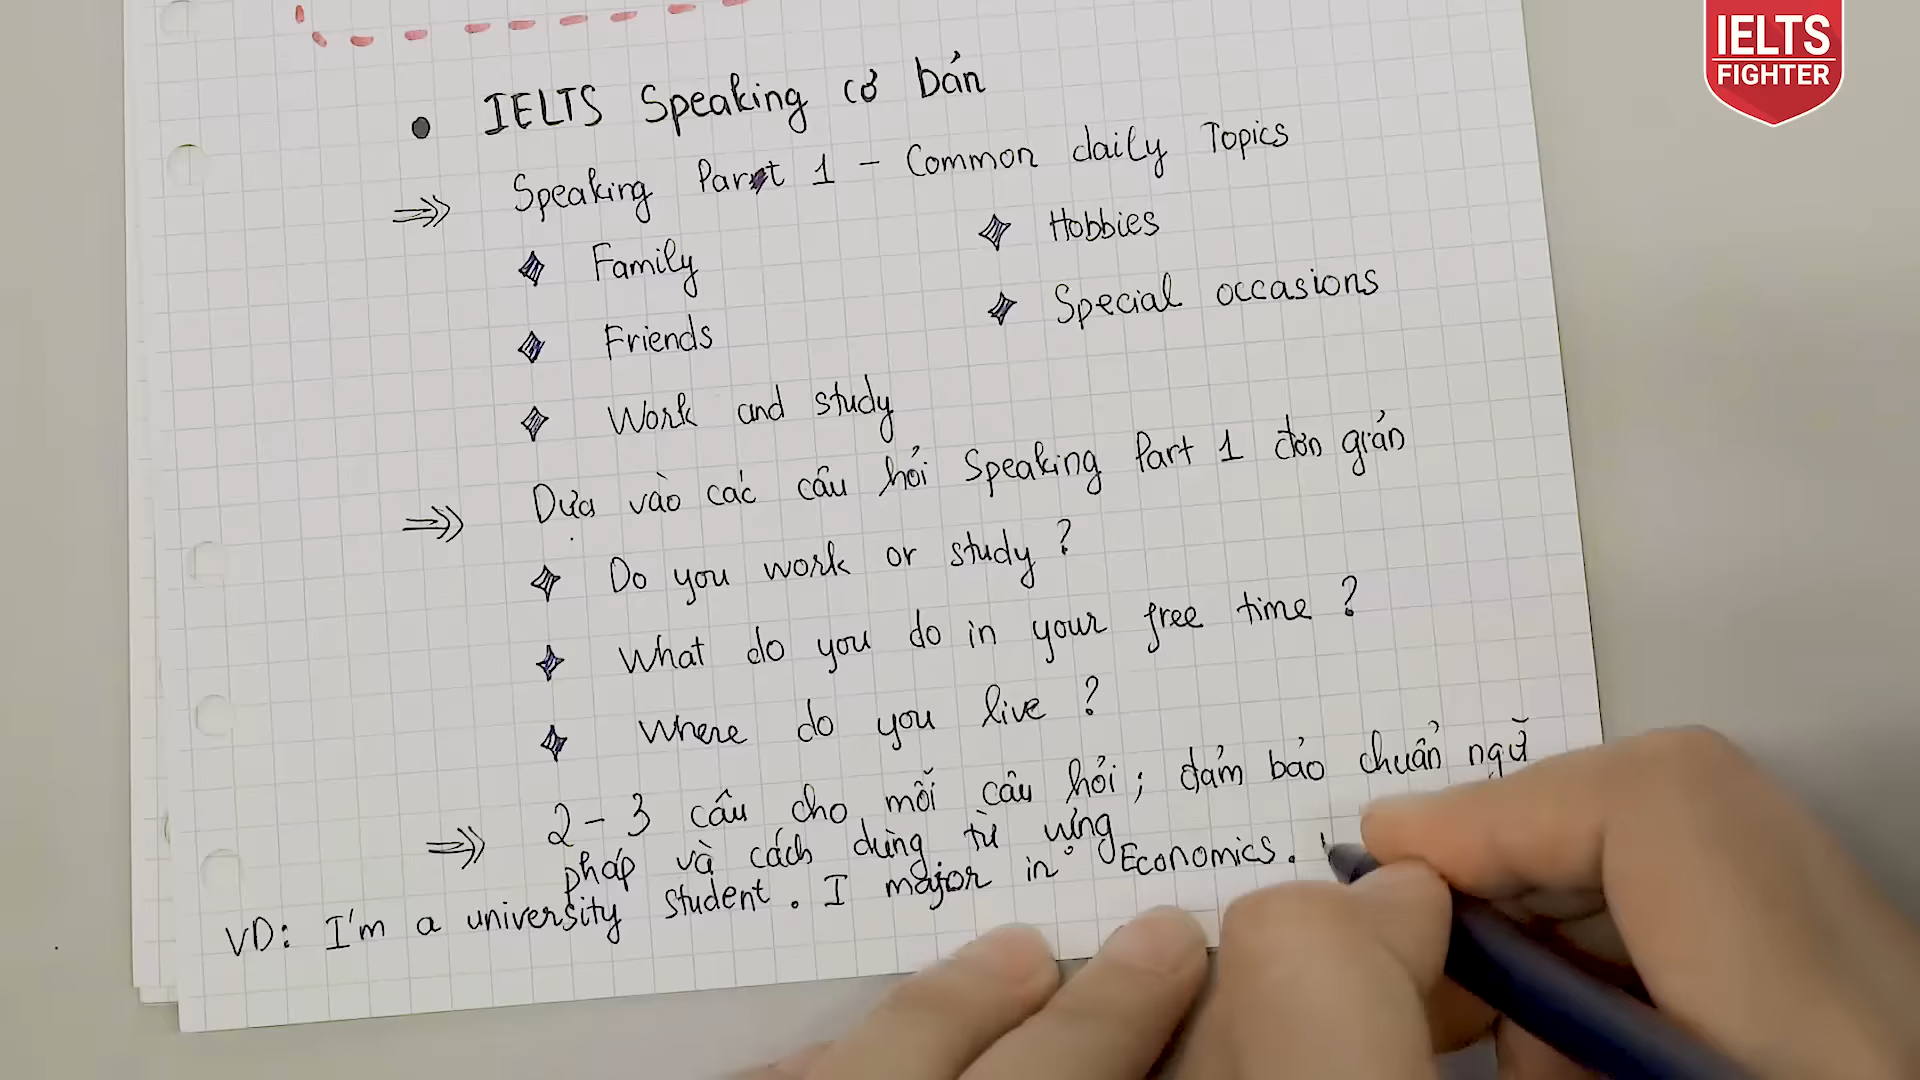 IELTS
FIGHTER
IELTS Speaking cơ bản
Speaking Part 1 - Common daily Topics
Family
Hobbies
Friends
Special occasions
Work and study
Dựa vào các câu hỏi Speaking Part 1 đơn giản
Do you work or study ?
What do you do in your free time ?
Where do you live ?
2 - 3 câu cho mỗi câu hỏi ; đảm bảo chuẩn ngữ
pháp và cách dùng từ vựng
VD: I'm a university student. I major in Economics.